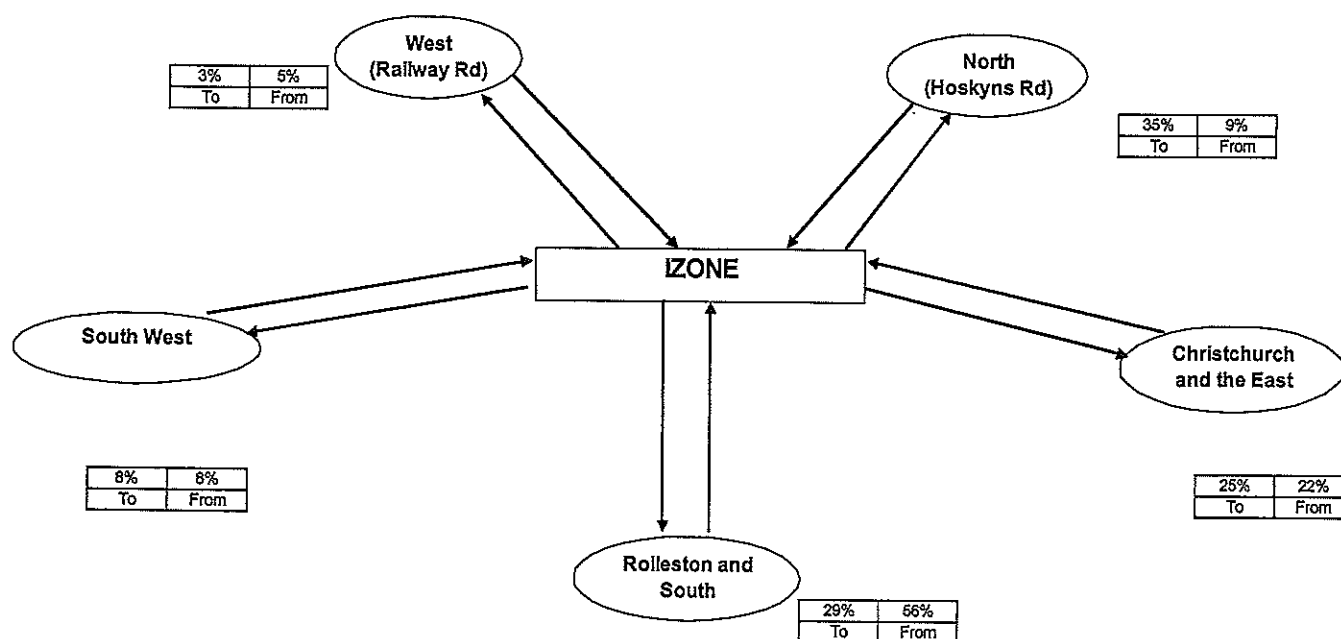 West
(Railway Rd)
3% 5%
To From
North
(Hoskyns Rd)
35% 9%
To From
IZONE
South West
8% 8%
To From
Christchurch
and the East
25% 22%
To From
Rolleston and
South
29% 56%
To From